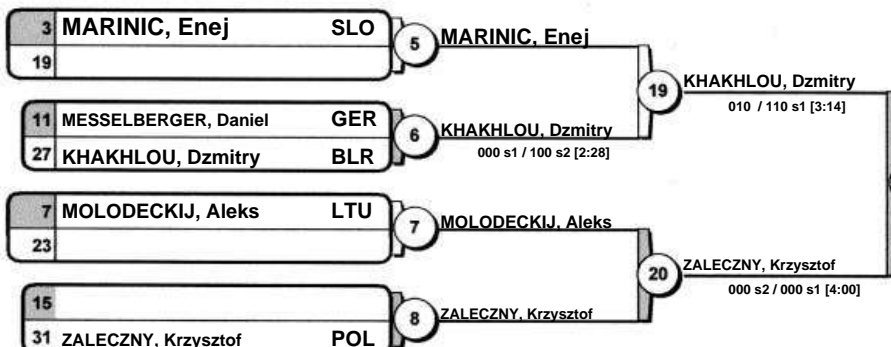 3 MARINIC, Enej SLO
19
5 MARINIC, Enej
11 MESSELBERGER, Daniel GER
27 KHAKHLOU, Dzmitry BLR
6 KHAKHLOU, Dzmitry
000 s1 / 100 s2 [2:28]
19 KHAKHLOU, Dzmitry
010 / 110 s1 [3:14]
7 MOLODECKIJ, Aleks LTU
23
7 MOLODECKIJ, Aleks
15
31 ZALECZNY, Krzysztof POL
8 ZALECZNY, Krzysztof
20 ZALECZNY, Krzysztof
000 s2 / 000 s1 [4:00]